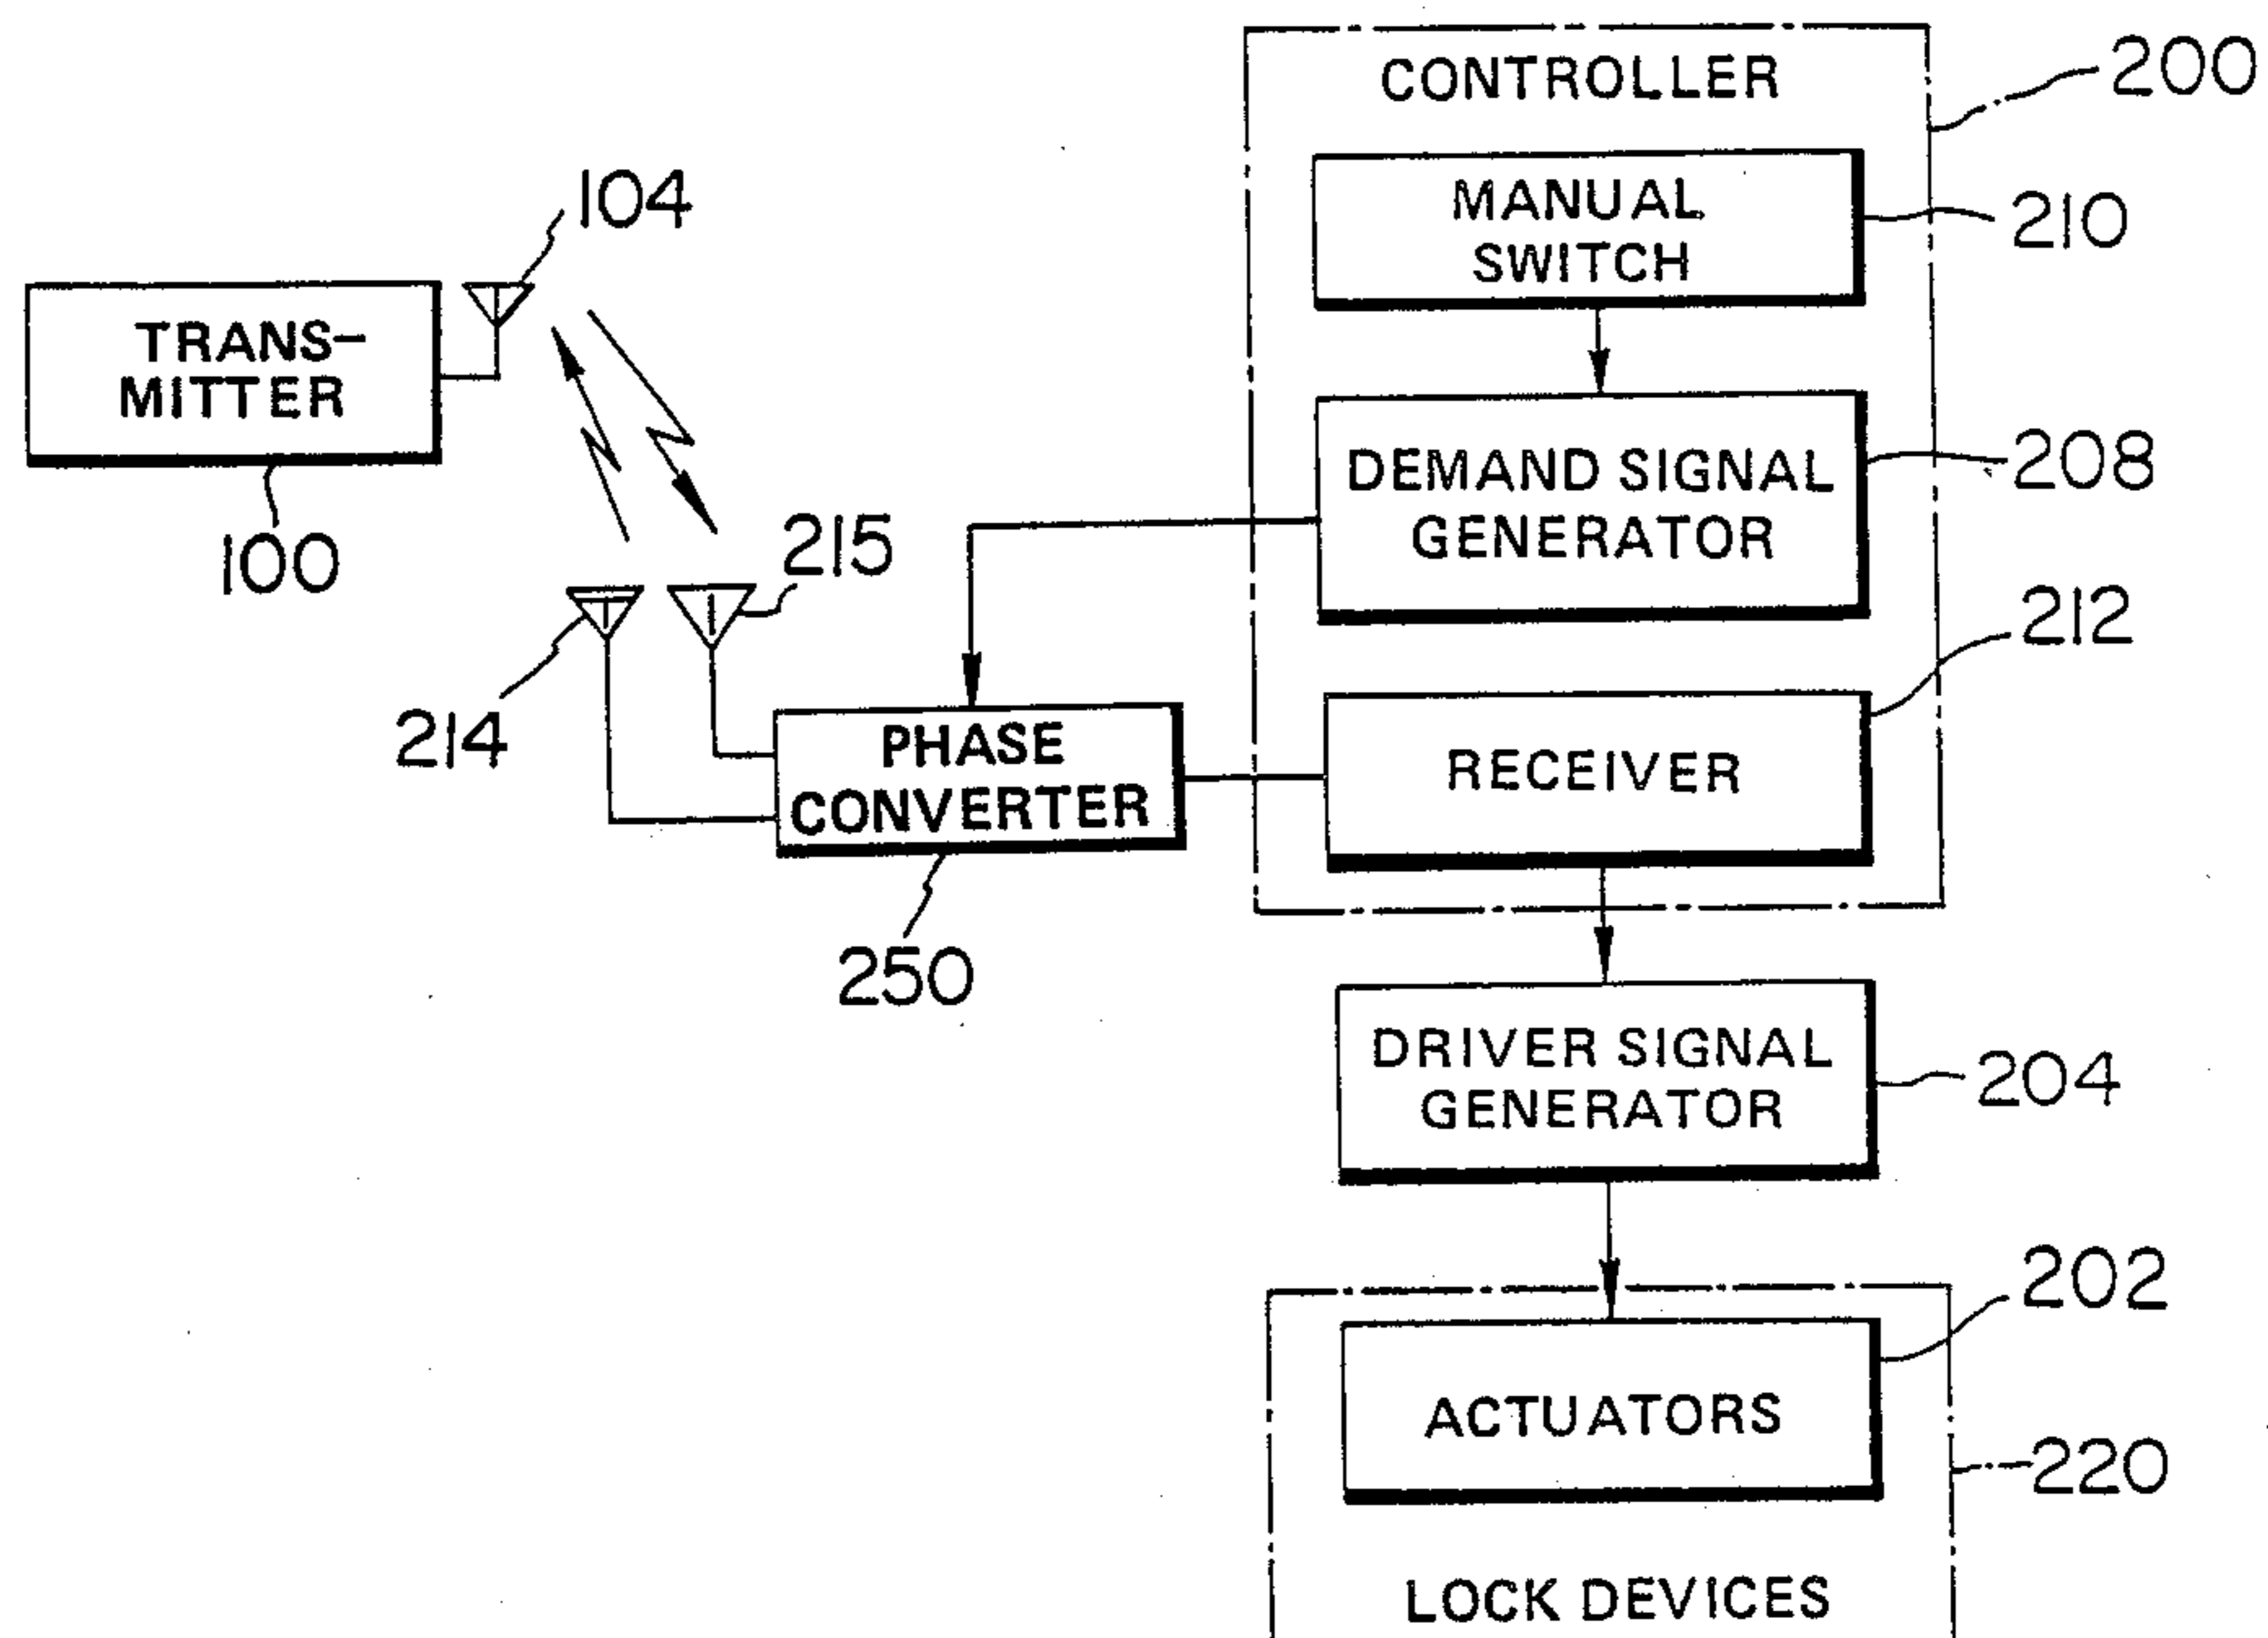 CONTROLLER
200
MANUAL
SWITCH
210
104
TRANS-
MITTER
100
DEMAND SIGNAL
GENERATOR
208
215
214
212
PHASE
CONVERTER
250
RECEIVER
DRIVER SIGNAL
GENERATOR
204
202
ACTUATORS
220
LOCK DEVICES